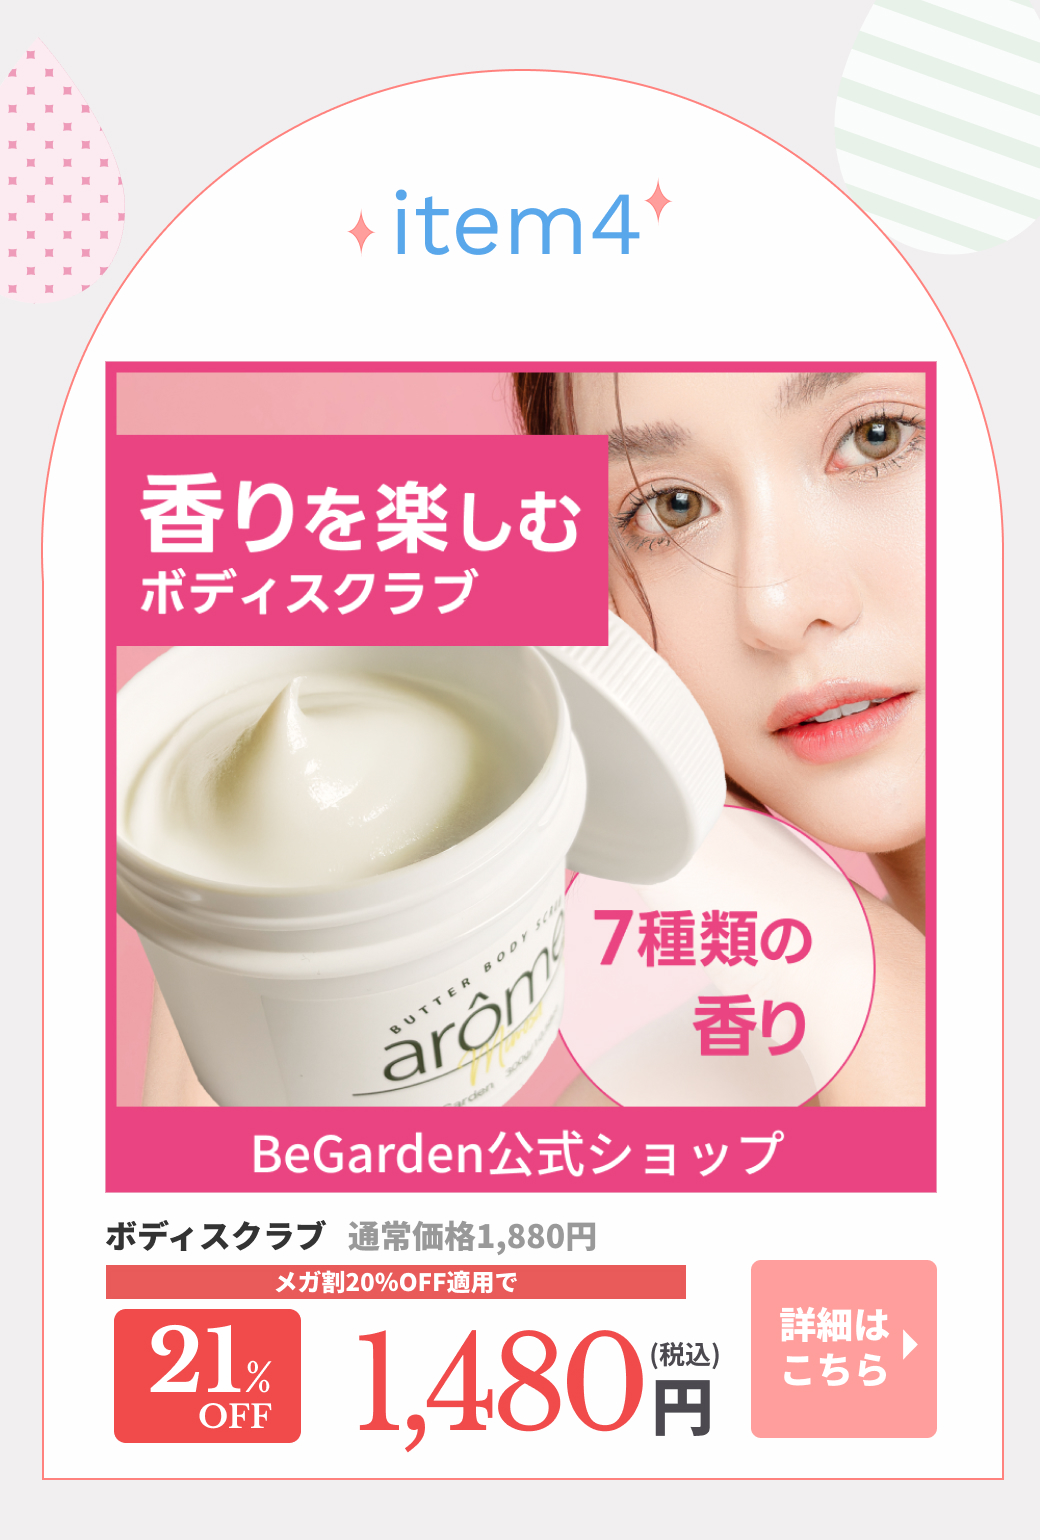 item4
香りを楽しむ
ボディスクラブ
BUTTER BODY SCRUB
arôme
Mimosa
Garden 300g
7種類の
香り
BeGarden公式ショップ
ボディスクラブ 通常価格1,880円
メガ割20%OFF適用で
21%
OFF
1,480
(税込)
円
詳細は
こちら